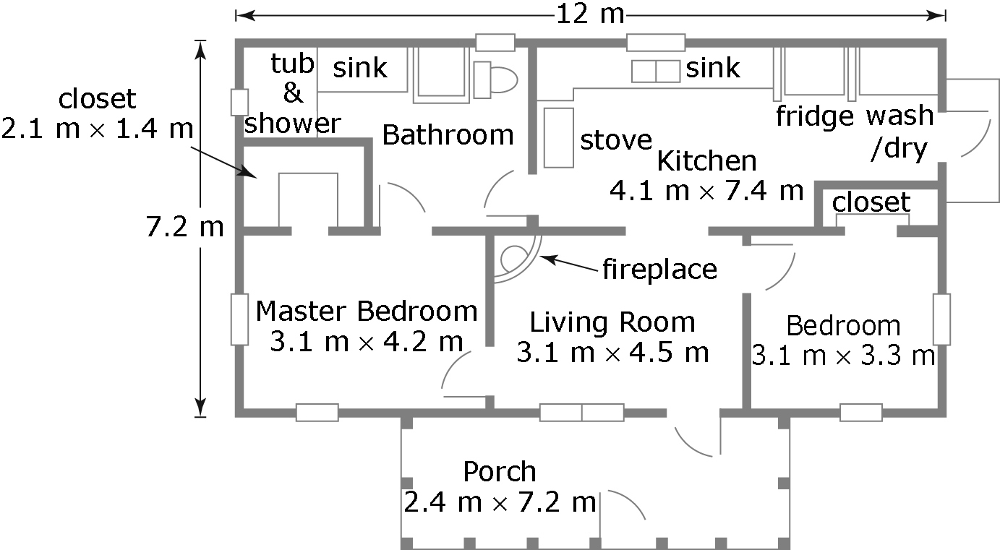 12 m
tub
&
shower
sink
sink
closet
2.1 m × 1.4 m
Bathroom
fridge wash
/dry
stove
Kitchen
4.1 m × 7.4 m
closet
7.2 m
fireplace
Master Bedroom
3.1 m × 4.2 m
Living Room
3.1 m × 4.5 m
Bedroom
3.1 m × 3.3 m
Porch
2.4 m × 7.2 m